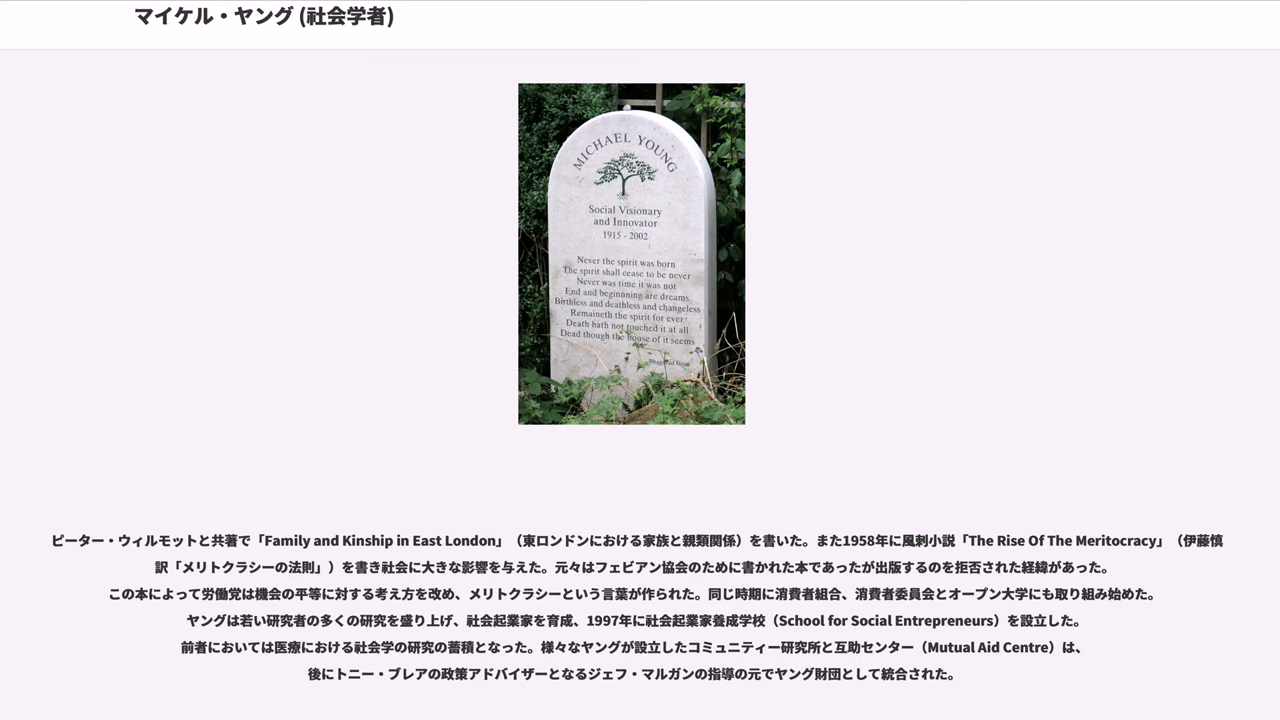 マイケル・ヤング (社会学者)
MICHAEL YOUNG
Social Visionary
and Innovator
1915 - 2002
Never the spirit was born
The spirit shall cease to be never
Never was time it was not
End and beginnning are dreams
Birthless and deathless and changeless
Remaineth the spirit for ever
Death hath not touched it at all
Dead though the house of it seems
Bhagavad Gita
ピーター・ウィルモットと共著で「Family and Kinship in East London」（東ロンドンにおける家族と親類関係）を書いた。また1958年に風刺小説「The Rise Of The Meritocracy」（伊藤慎
訳「メリトクラシーの法則」）を書き社会に大きな影響を与えた。元々はフェビアン協会のために書かれた本であったが出版するのを拒否された経緯があった。
この本によって労働党は機会の平等に対する考え方を改め、メリトクラシーという言葉が作られた。同じ時期に消費者組合、消費者委員会とオープン大学にも取り組み始めた。
ヤングは若い研究者の多くの研究を盛り上げ、社会起業家を育成、1997年に社会起業家養成学校（School for Social Entrepreneurs）を設立した。
前者においては医療における社会学の研究の蓄積となった。様々なヤングが設立したコミュニティー研究所と互助センター（Mutual Aid Centre）は、
後にトニー・ブレアの政策アドバイザーとなるジェフ・マルガンの指導の元でヤング財団として統合された。